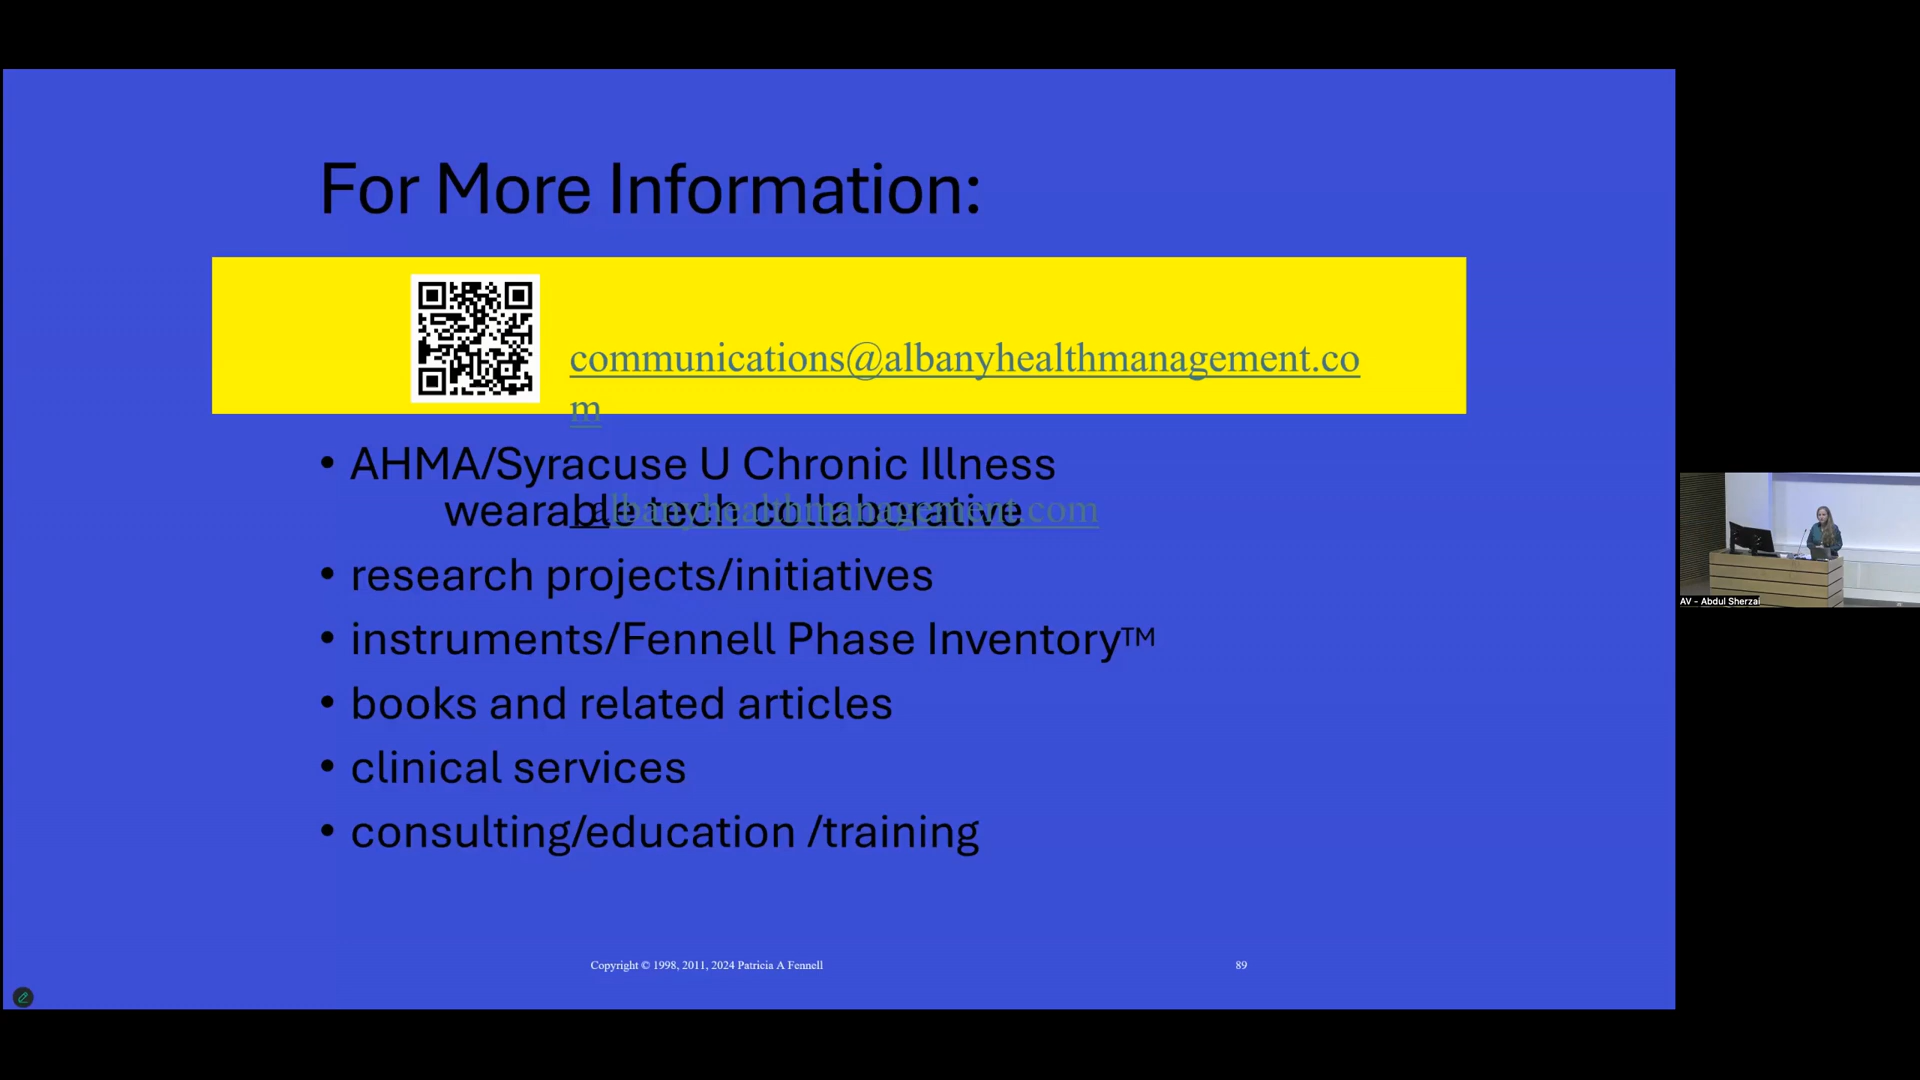 For More Information:
communications@albanyhealthmanagement.co
m
• AHMA/Syracuse U Chronic Illness
wearable tech collaborative
albanyhealthmanagement.com
• research projects/initiatives
• instruments/Fennell Phase Inventory™
• books and related articles
• clinical services
• consulting/education /training
Copyright © 1998, 2011, 2024 Patricia A Fennell
89
AV - Abdul Sherzai